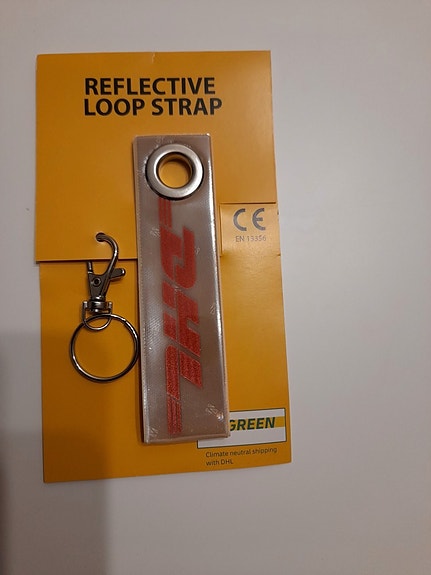 REFLECTIVE
LOOP STRAP
DHL
CE
EN 13356
GREEN
Climate neutral shipping
with DHL